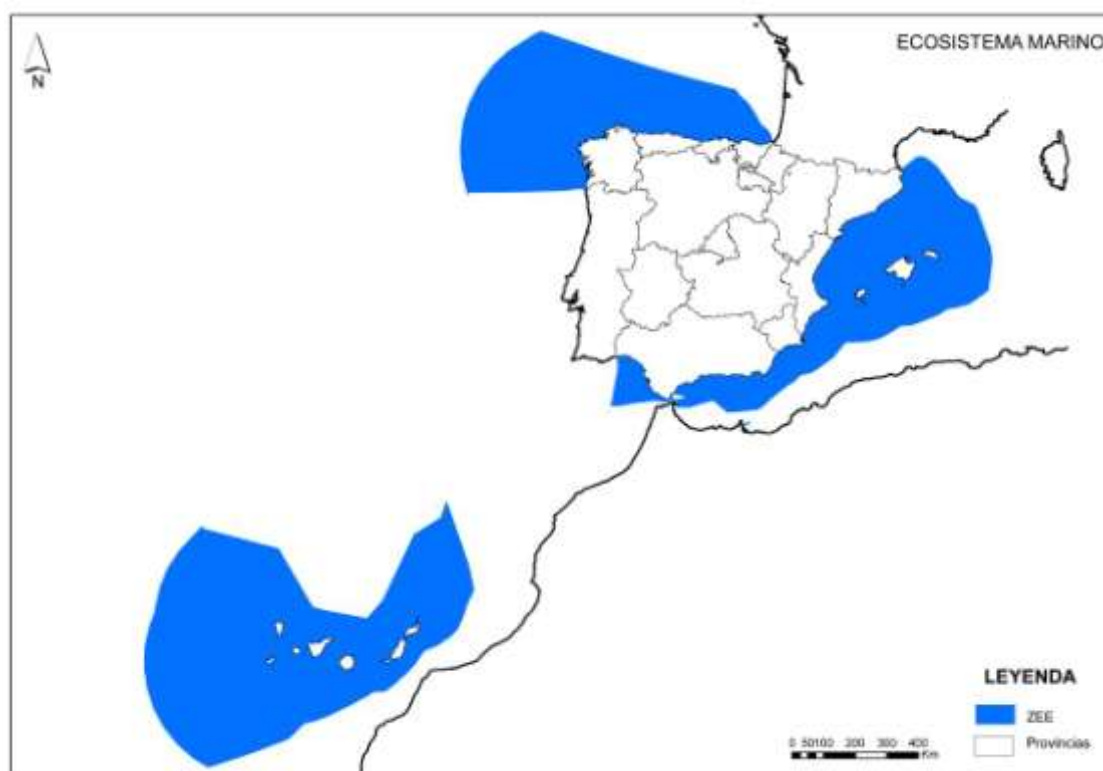 ECOSISTEMA MARINO
N
LEYENDA
ZEE
Provincias
0 50100 200 300 400
Km